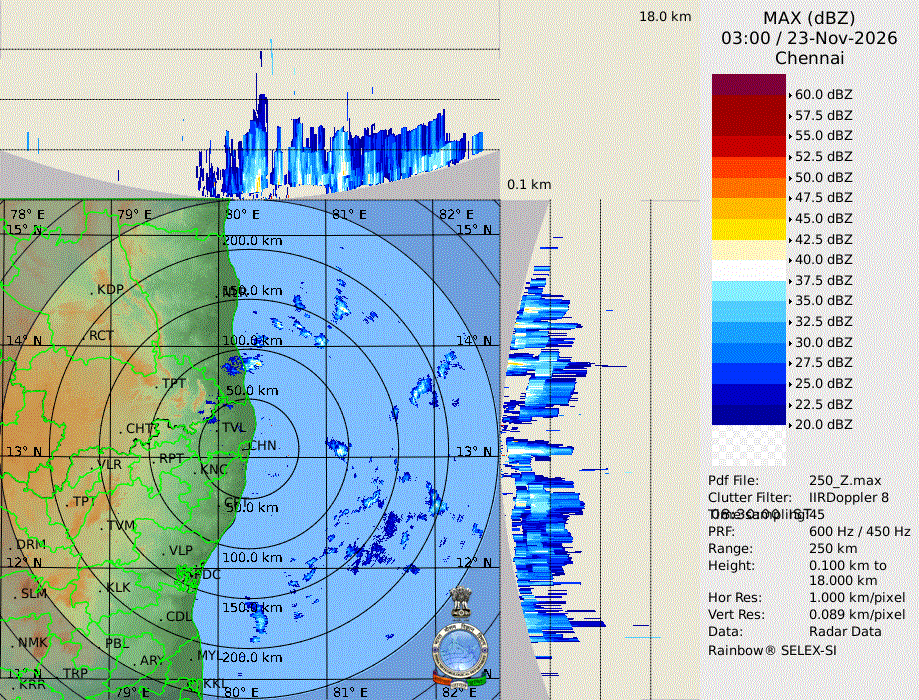 18.0 km
0.1 km
MAX (dBZ)
03:00 / 23-Nov-2026
Chennai
60.0 dBZ
57.5 dBZ
55.0 dBZ
52.5 dBZ
50.0 dBZ
47.5 dBZ
45.0 dBZ
42.5 dBZ
40.0 dBZ
37.5 dBZ
35.0 dBZ
32.5 dBZ
30.0 dBZ
27.5 dBZ
25.0 dBZ
22.5 dBZ
20.0 dBZ
Pdf File: 250_Z.max
Clutter Filter: IIRDoppler 8
Time sampling: 45
PRF: 600 Hz / 450 Hz
Range: 250 km
Height: 0.100 km to
18.000 km
Hor Res: 1.000 km/pixel
Vert Res: 0.089 km/pixel
Data: Radar Data
Rainbow® SELEX-SI
78° E 79° E 80° E 81° E 82° E
15° N 15° N
200.0 km
KDP
150.0 km
RCT
14° N 100.0 km 14° N
TPT
50.0 km
CHT TVL
CHN
13° N 13° N
VLR RPT KNC
TPT
50.0 km
TVM
DRM VLP
100.0 km
12° N 12° N
PDC
SLM KLK
150.0 km
CDL
NMK PBL
ARY MYL 200.0 km
TRP
KRR KKL
79° E 80° E 81° E 82° E